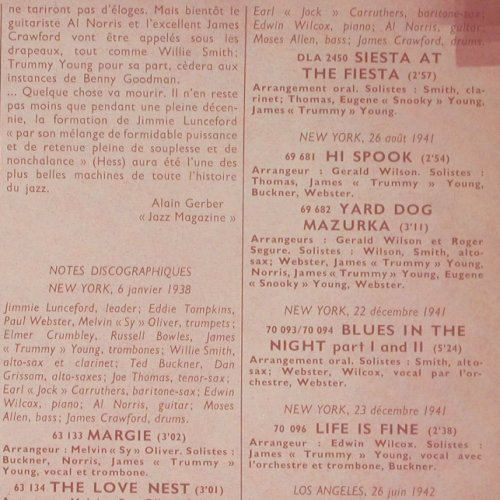 ne tariront pas d'éloges. Mais bientôt le
guitariste Al Norris et l'excellent James
Crawford vont être appelés sous les
drapeaux, tout comme Willie Smith;
Trummy Young pour sa part, cèdera aux
instances de Benny Goodman.
... Quelque chose va mourir. Il n'en reste
pas moins que pendant une pleine décen-
nie, la formation de Jimmie Lunceford
« par son mélange de formidable puissance
et de retenue pleine de souplesse et de
nonchalance » (Hess) aura été l'une des
plus belles machines de toute l'histoire
du jazz.
Alain Gerber
« Jazz Magazine »
NOTES DISCOGRAPHIQUES
NEW YORK, 6 janvier 1938
Jimmie Lunceford, leader; Eddie Tompkins,
Paul Webster, Melvin «Sy» Oliver, trumpets;
Elmer Crumbley, Russell Bowles, James
« Trummy » Young, trombones; Willie Smith,
alto-sax et clarinet; Ted Buckner, Dan
Grissom, alto-saxes; Joe Thomas, tenor-sax;
Earl «Jock» Carruthers, baritone-sax; Edwin
Wilcox, piano; Al Norris, guitar; Moses
Allen, bass; James Crawford, drums.
63 133 MARGIE (3'02)
Arrangeur : Melvin «Sy» Oliver. Solistes :
Buckner, Norris, James « Trummy »
Young, vocal et trombone.
63 134 THE LOVE NEST (3'01)
Earl « Jock » Carruthers, baritone-sax;
Edwin Wilcox, piano; Al Norris, guitar;
Moses Allen, bass; James Crawford, drums.
DLA 2450 SIESTA AT
THE FIESTA (2'57)
Arrangement oral. Solistes : Smith, cla-
rinet; Thomas, Eugene « Snooky » Young,
James « Trummy » Young.
NEW YORK, 26 août 1941
69 681 HI SPOOK (2'54)
Arrangeur : Gerald Wilson. Solistes :
Thomas, James « Trummy » Young,
Buckner, Webster.
69 682 YARD DOG
MAZURKA (3'11)
Arrangeurs : Gerald Wilson et Roger
Segure. Solistes : Wilson, Smith, alto-
sax; Webster, James « Trummy » Young,
Norris, James « Trummy » Young, Eugene
« Snooky » Young, Webster.
NEW YORK, 22 décembre 1941
70 093/70 094 BLUES IN THE
NIGHT part I and II (5'24)
Arrangement oral. Solistes : Smith, alto-
sax; Webster, Wilcox, vocal par l'or-
chestre, Webster.
NEW YORK, 23 décembre 1941
70 096 LIFE IS FINE (2'38)
Arrangeur : Edwin Wilcox. Solistes :
James « Trummy » Young, vocal avec
l'orchestre et trombone, Buckner.
LOS ANGELES, 26 juin 1942